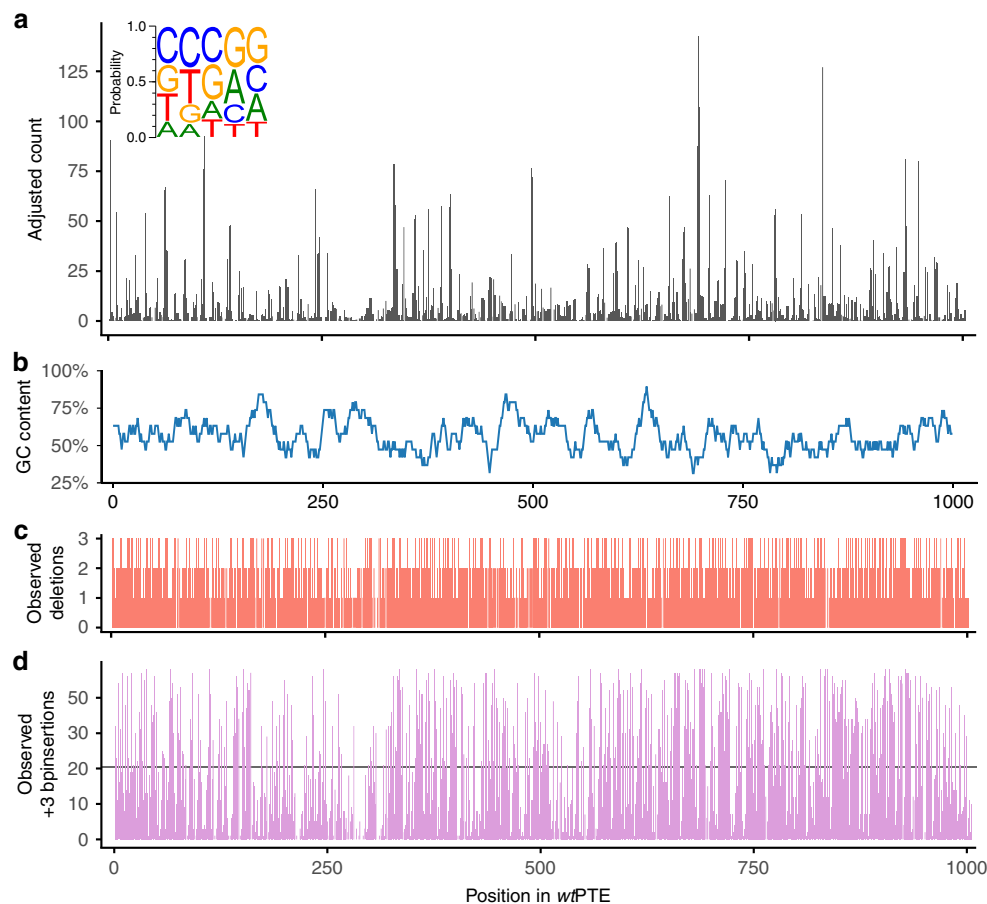 a
1.0
0.5
0.0
Probability
CCCGG
GTGAC
TGACA
AATTT
Adjusted count
125
100
75
50
25
0
b
GC content
100%
75%
50%
25%
0
250
500
750
1000
c
Observed
deletions
3
2
1
0
d
Observed
+3 bpinsertions
50
30
20
10
0
0
250
500
750
1000
Position in wtPTE